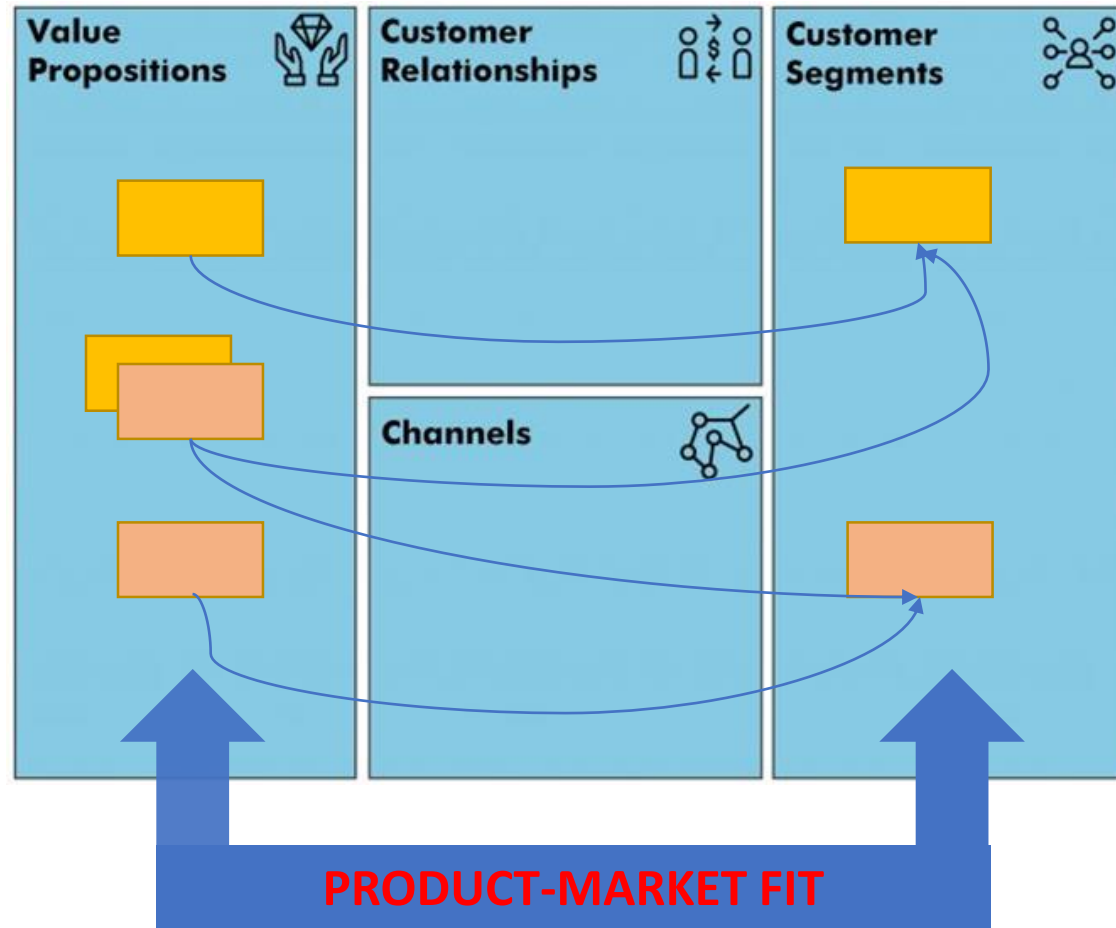 Value
Propositions
Customer
Relationships
$
Customer
Segments
Channels
PRODUCT-MARKET FIT